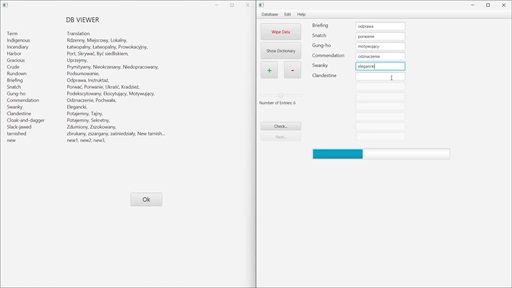 DB VIEWER
Term Translation
Indigenous Rdzenny, Miejscowy, Lokalny,
Incendiary Łatwopalny, Łatwopalny, Prowokacyjny,
Harbor Port, Skrywać, Być siedliskiem,
Gracious Uprzejmy,
Crude Prymitywny, Nieokrzesany, Niedopracowany,
Rundown Podsumowanie,
Briefing Odprawa, Instruktaż,
Snatch Porwać, Porwanie, Ukraść, Kradzież,
Gung-ho Podekscytowany, Ekscytujący, Motywujący
Commendation Odznaczenie, Pochwała,
Swanky Elegancki,
Clandestine Potajemny, Tajny,
Cloak-and-dagger Potajemny, Sekretny,
Slack-jawed Zdumiony, Zszokowany,
tarnished zbrukany, zszargany, zaśniedziały, New tarnish...
new new1, new2, new3,
Ok
Database Edit Help
Wipe Data
Show Dictionary
+ -
Number of Entries: 6
Check...
Next...
Briefing odprawa
Snatch porwanie
Gung-ho motywujący
Commendation odznaczenie
Swanky elegancki
Clandestine